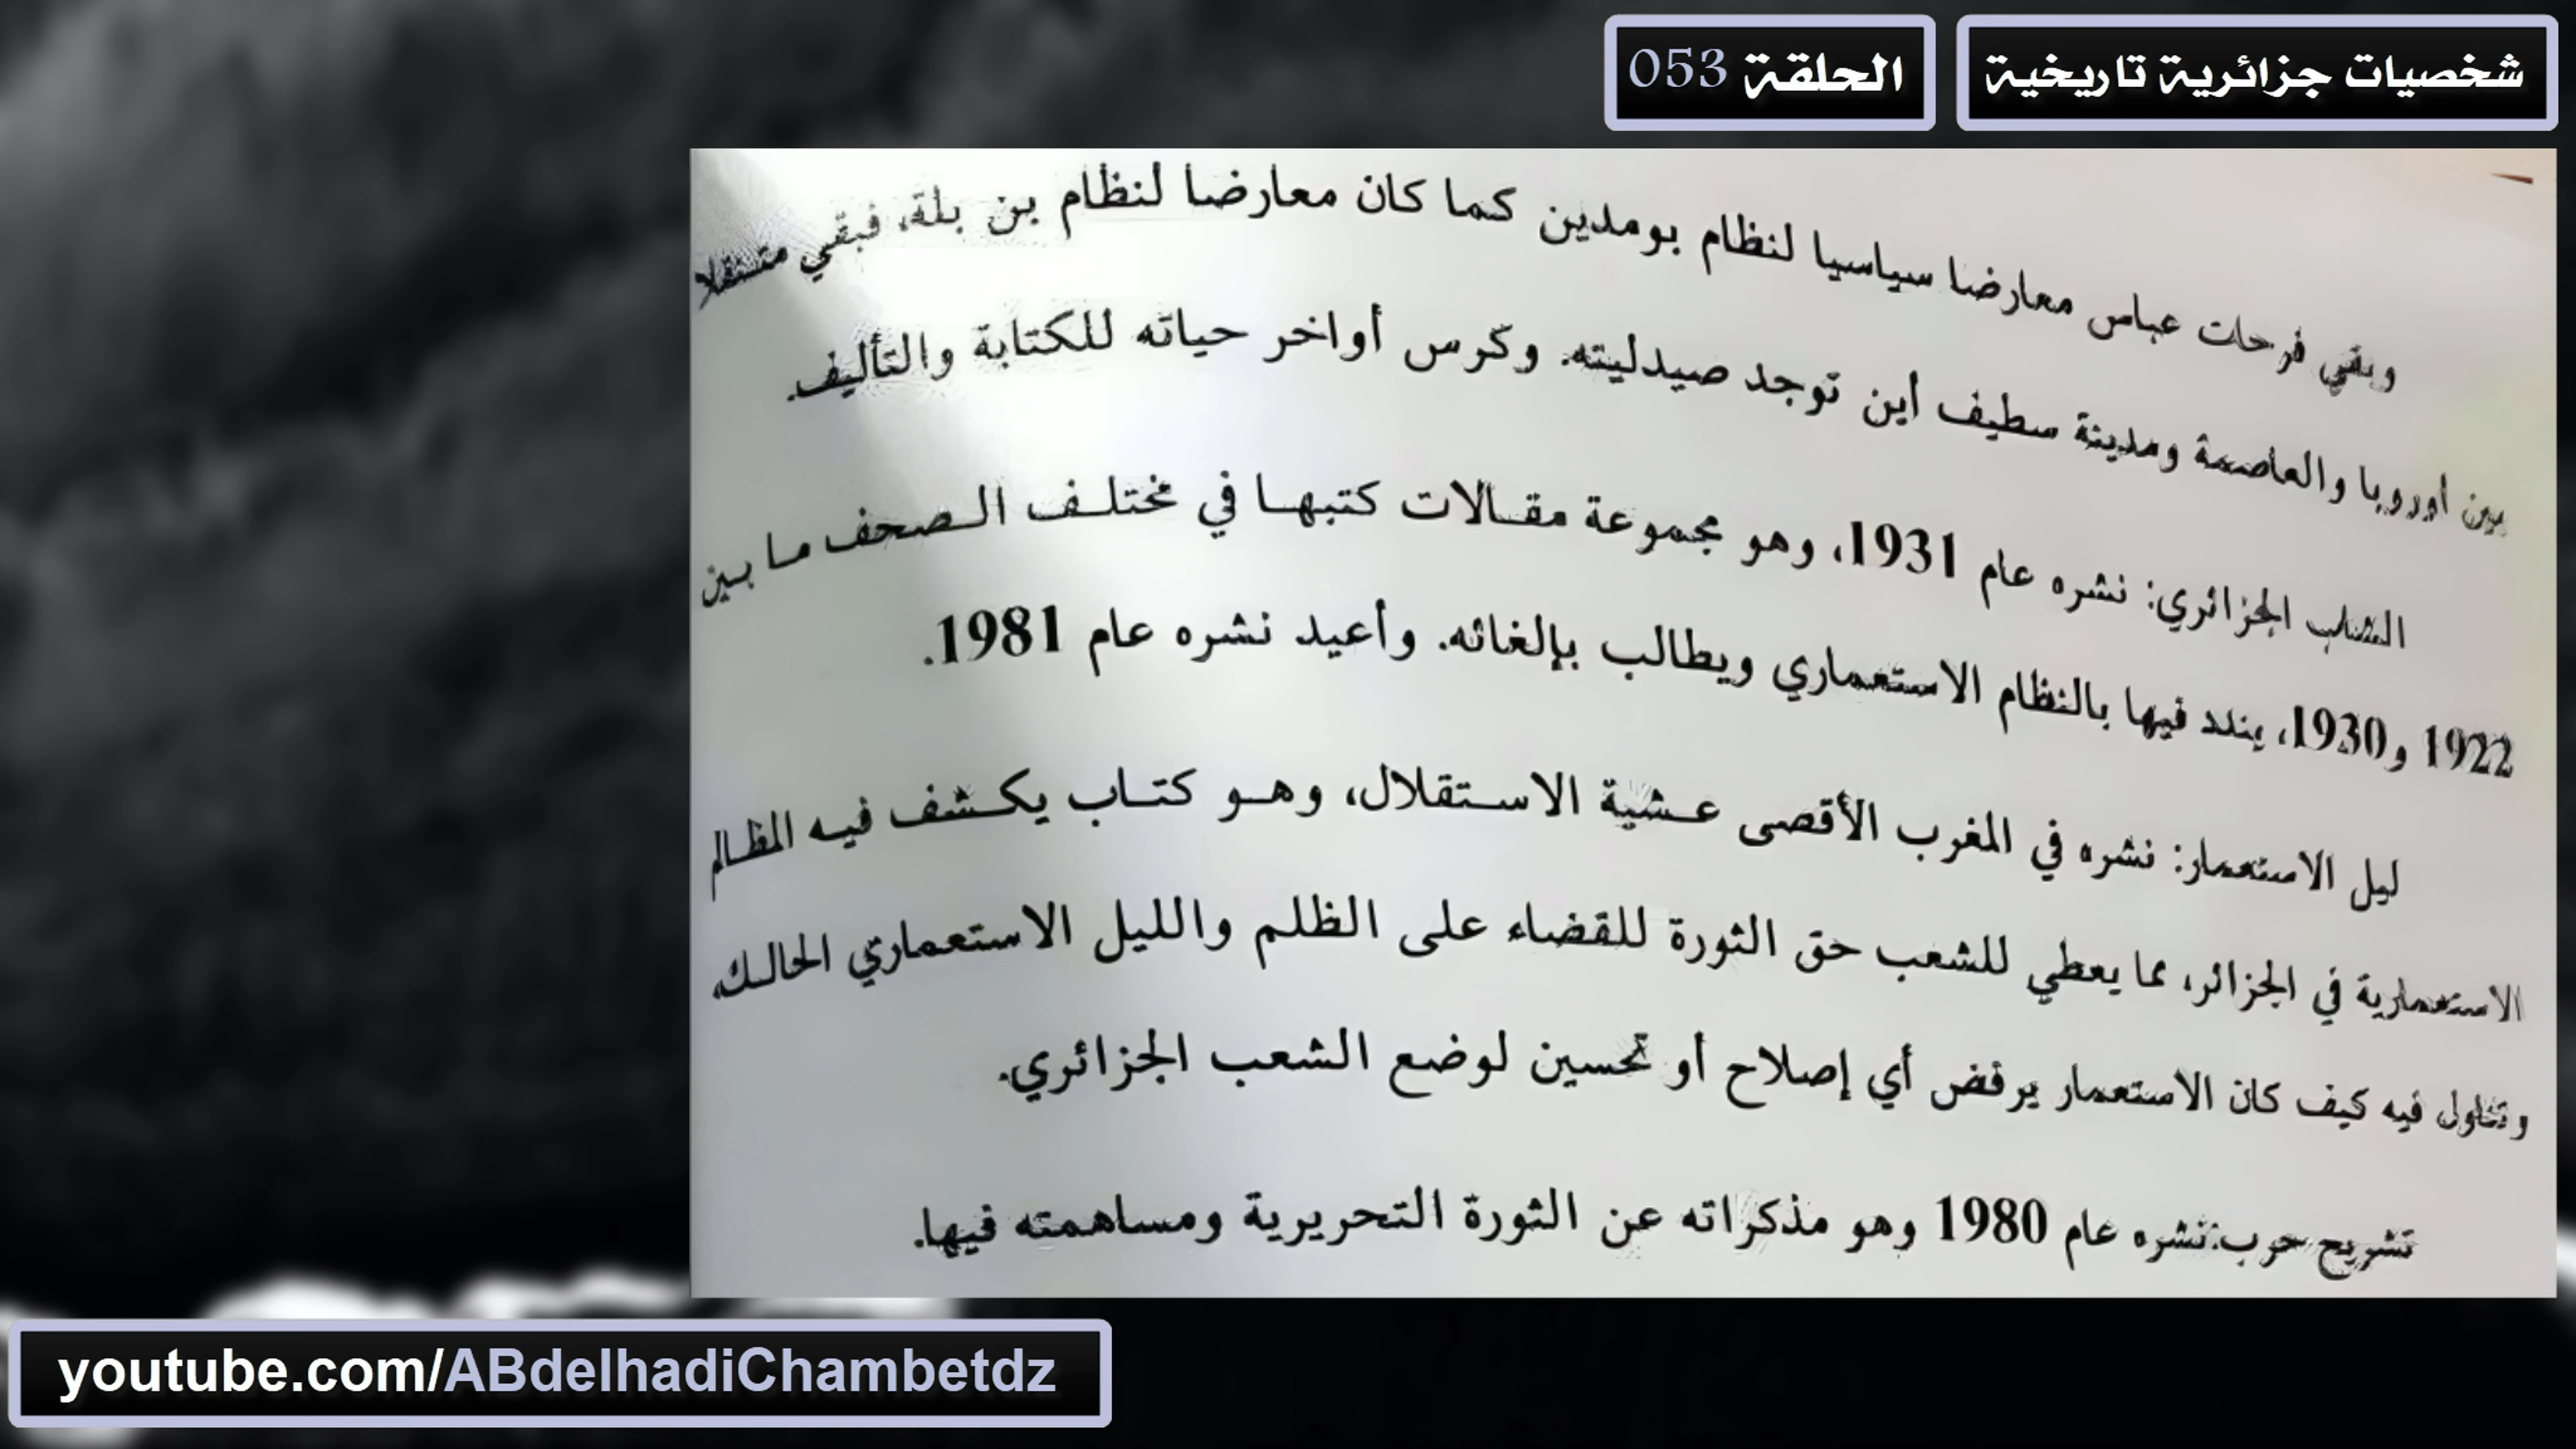 شخصيات جزائرية تاريخية
الحلقة 053
وبقي فرحات عباس معارضا سياسيا لنظام بومدين كما كان معارضا لنظام بن بلة، فبقي متنقلا
بين أوروبا والعاصمة ومدينة سطيف أين توجد صيدليته. وكرس أواخر حياته للكتابة والتأليف.
الشاب الجزائري: نشره عام 1931، وهو مجموعة مقالات كتبها في مختلف الصحف ما بين
1922 و1930، يندد فيها بالنظام الاستعماري ويطالب بإلغائه. وأعيد نشره عام 1981.
ليل الاستعمار: نشره في المغرب الأقصى عشية الاستقلال، وهو كتاب يكشف فيه المظالم
الاستعمارية في الجزائر، مما يعطي للشعب حق الثورة للقضاء على الظلم والليل الاستعماري الحالك،
وتناول فيه كيف كان الاستعمار يرفض أي إصلاح أو تحسين لوضع الشعب الجزائري.
تشريح حرب: نشره عام 1980 وهو مذكراته عن الثورة التحريرية ومساهمته فيها.
youtube.com/ABdelhadiChambetdz